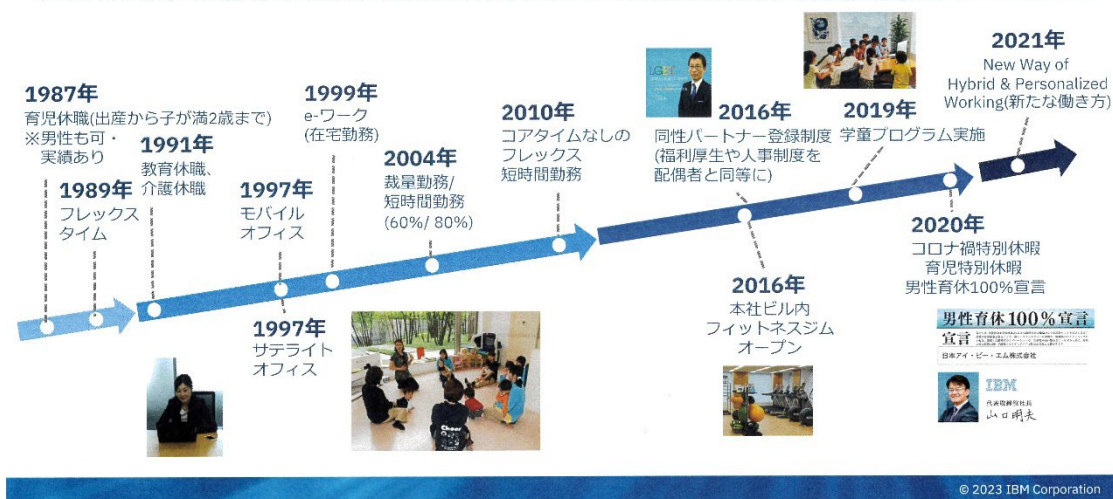 1987年
育児休職(出産から子が満2歳まで)
※男性も可・
実績あり
1989年
フレックス
タイム
1991年
教育休職、
介護休職
1997年
モバイル
オフィス
1997年
サテライト
オフィス
1999年
e-ワーク
(在宅勤務)
2004年
裁量勤務/
短時間勤務
(60%/ 80%)
2010年
コアタイムなしの
フレックス
短時間勤務
2016年
同性パートナー登録制度
(福利厚生や人事制度を
配偶者と同等に)
2016年
本社ビル内
フィットネスジム
オープン
2019年
学童プログラム実施
2020年
コロナ禍特別休暇
育児特別休暇
男性育休100%宣言
2021年
New Way of
Hybrid & Personalized
Working(新たな働き方)
男性育休100%宣言
宣言
日本アイ・ビー・エム株式会社
IBM
代表取締役社長
山口明夫
© 2023 IBM Corporation